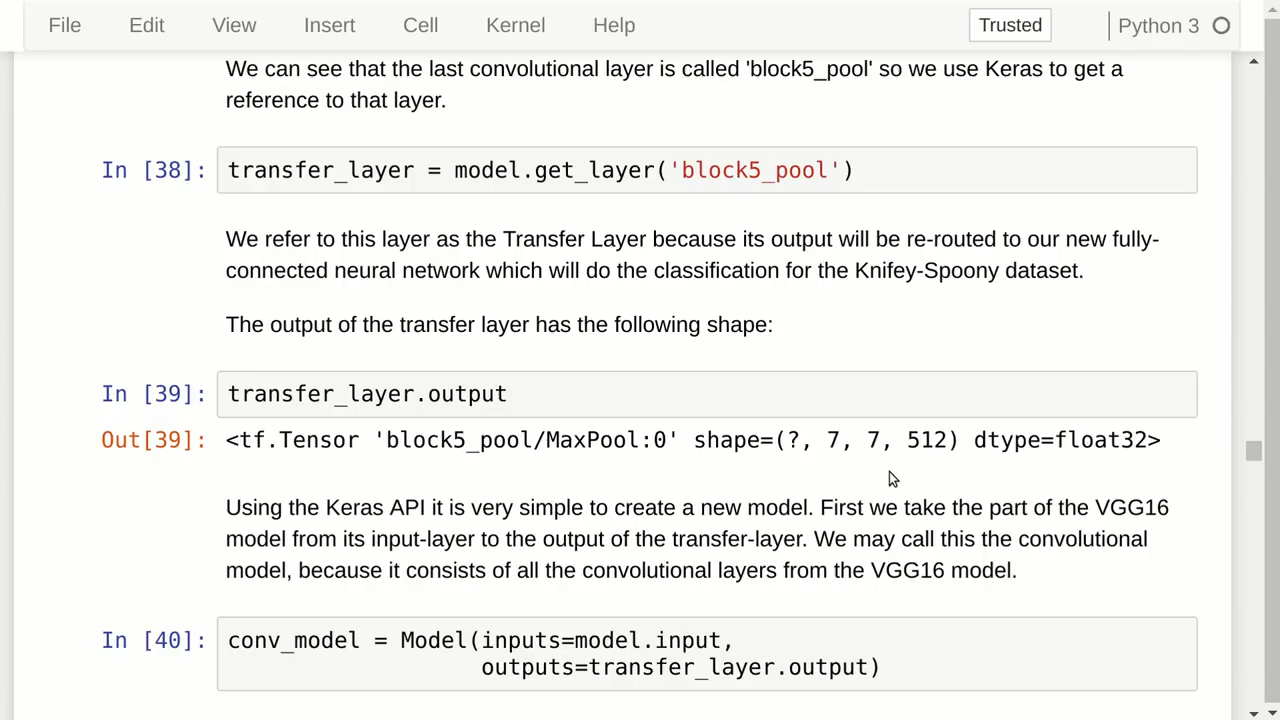 File Edit View Insert Cell Kernel Help Trusted Python 3
We can see that the last convolutional layer is called 'block5_pool' so we use Keras to get a
reference to that layer.
In [38]: transfer_layer = model.get_layer('block5_pool')
We refer to this layer as the Transfer Layer because its output will be re-routed to our new fully-
connected neural network which will do the classification for the Knifey-Spoony dataset.
The output of the transfer layer has the following shape:
In [39]: transfer_layer.output
Out[39]: <tf.Tensor 'block5_pool/MaxPool:0' shape=(?, 7, 7, 512) dtype=float32>
Using the Keras API it is very simple to create a new model. First we take the part of the VGG16
model from its input-layer to the output of the transfer-layer. We may call this the convolutional
model, because it consists of all the convolutional layers from the VGG16 model.
In [40]: conv_model = Model(inputs=model.input,
outputs=transfer_layer.output)